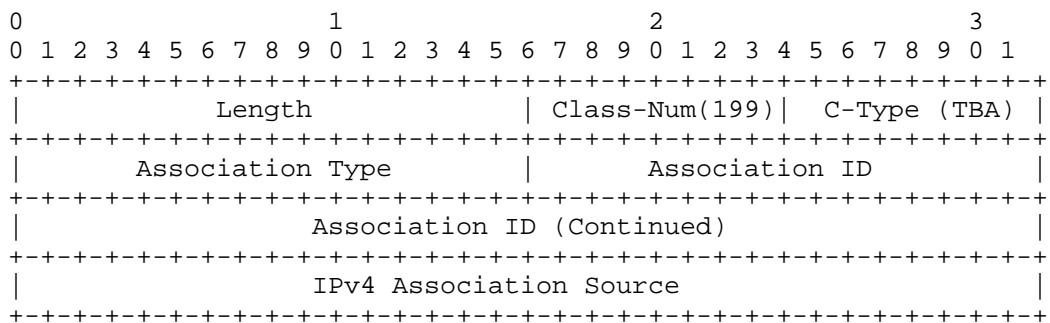 0                   1                   2                   3
0 1 2 3 4 5 6 7 8 9 0 1 2 3 4 5 6 7 8 9 0 1 2 3 4 5 6 7 8 9 0 1
+-+-+-+-+-+-+-+-+-+-+-+-+-+-+-+-+-+-+-+-+-+-+-+-+-+-+-+-+-+-+-+-+
|            Length             | Class-Num(199)|  C-Type (TBA) |
+-+-+-+-+-+-+-+-+-+-+-+-+-+-+-+-+-+-+-+-+-+-+-+-+-+-+-+-+-+-+-+-+
|       Association Type        |       Association ID          |
+-+-+-+-+-+-+-+-+-+-+-+-+-+-+-+-+-+-+-+-+-+-+-+-+-+-+-+-+-+-+-+-+
|                  Association ID (Continued)                   |
+-+-+-+-+-+-+-+-+-+-+-+-+-+-+-+-+-+-+-+-+-+-+-+-+-+-+-+-+-+-+-+-+
|                  IPv4 Association Source                      |
+-+-+-+-+-+-+-+-+-+-+-+-+-+-+-+-+-+-+-+-+-+-+-+-+-+-+-+-+-+-+-+-+